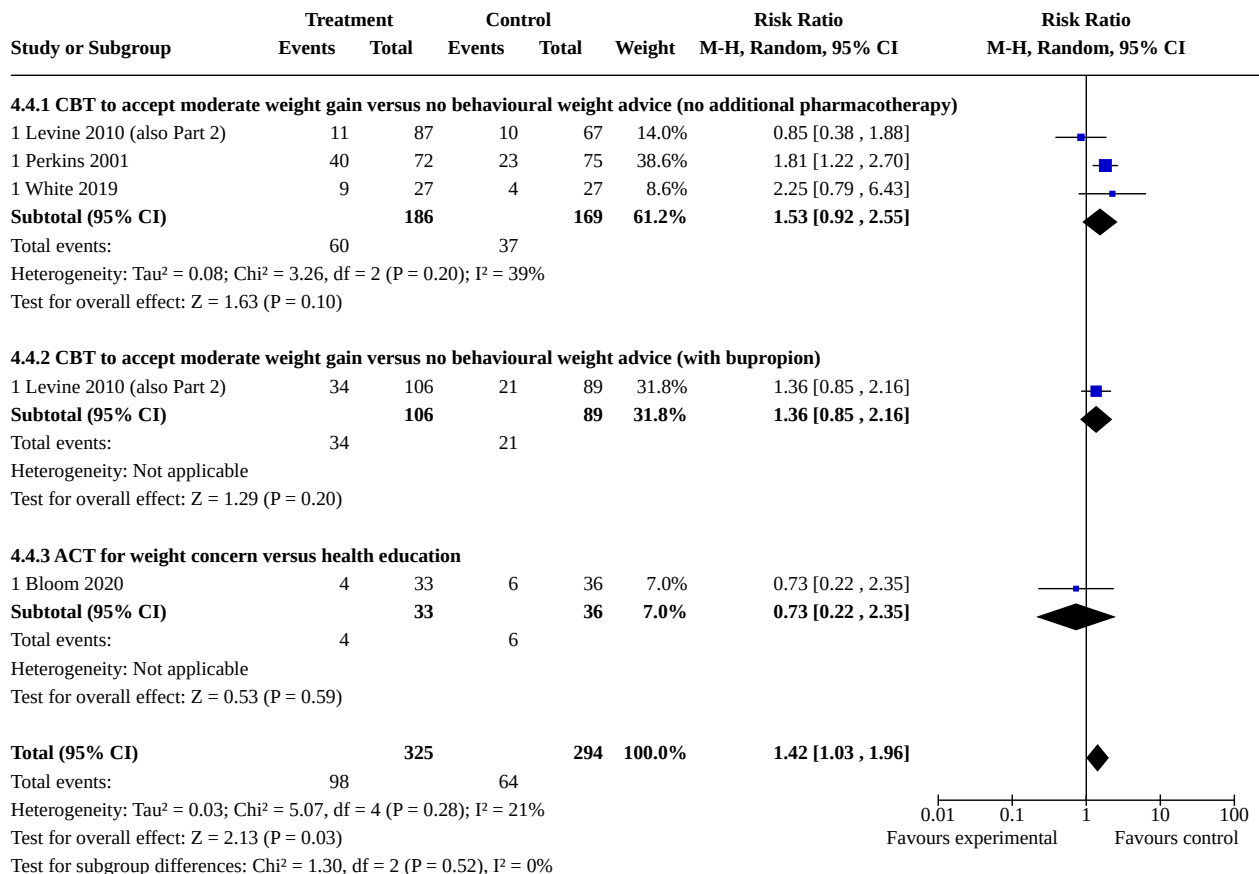 Treatment Control Risk Ratio Risk Ratio
Study or Subgroup Events Total Events Total Weight M-H, Random, 95% CI M-H, Random, 95% CI
4.4.1 CBT to accept moderate weight gain versus no behavioural weight advice (no additional pharmacotherapy)
1 Levine 2010 (also Part 2) 11 87 10 67 14.0% 0.85 [0.38 , 1.88]
1 Perkins 2001 40 72 23 75 38.6% 1.81 [1.22 , 2.70]
1 White 2019 9 27 4 27 8.6% 2.25 [0.79 , 6.43]
Subtotal (95% CI) 186 169 61.2% 1.53 [0.92 , 2.55]
Total events: 60 37
Heterogeneity: Tau² = 0.08; Chi² = 3.26, df = 2 (P = 0.20); I² = 39%
Test for overall effect: Z = 1.63 (P = 0.10)
4.4.2 CBT to accept moderate weight gain versus no behavioural weight advice (with bupropion)
1 Levine 2010 (also Part 2) 34 106 21 89 31.8% 1.36 [0.85 , 2.16]
Subtotal (95% CI) 106 89 31.8% 1.36 [0.85 , 2.16]
Total events: 34 21
Heterogeneity: Not applicable
Test for overall effect: Z = 1.29 (P = 0.20)
4.4.3 ACT for weight concern versus health education
1 Bloom 2020 4 33 6 36 7.0% 0.73 [0.22 , 2.35]
Subtotal (95% CI) 33 36 7.0% 0.73 [0.22 , 2.35]
Total events: 4 6
Heterogeneity: Not applicable
Test for overall effect: Z = 0.53 (P = 0.59)
Total (95% CI) 325 294 100.0% 1.42 [1.03 , 1.96]
Total events: 98 64
Heterogeneity: Tau² = 0.03; Chi² = 5.07, df = 4 (P = 0.28); I² = 21%
Test for overall effect: Z = 2.13 (P = 0.03)
Test for subgroup differences: Chi² = 1.30, df = 2 (P = 0.52), I² = 0%
0.01 0.1 1 10 100
Favours experimental Favours control